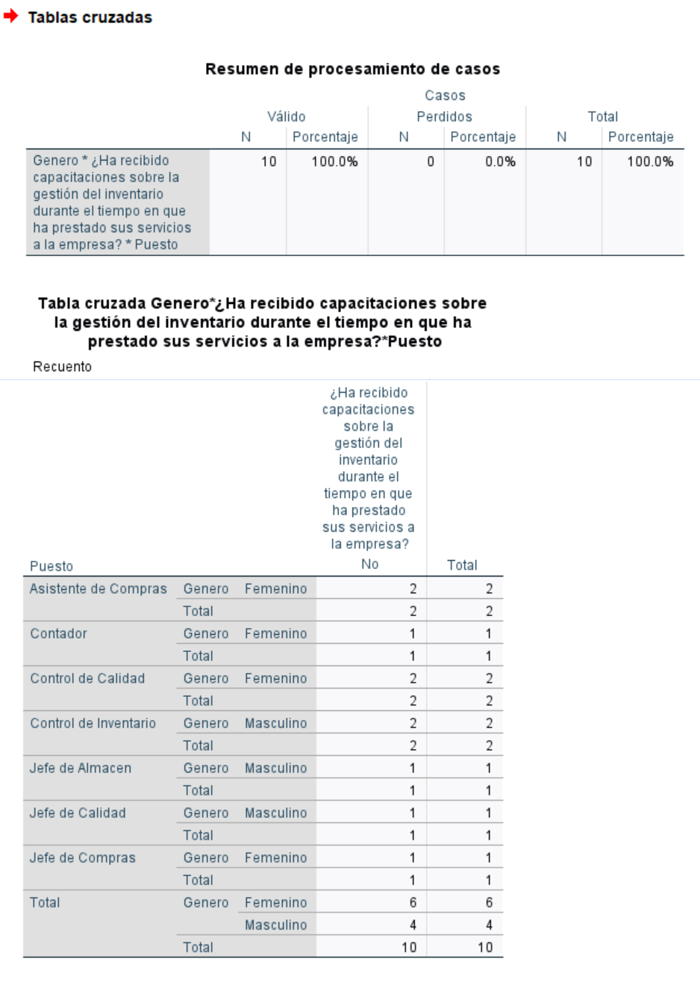 Tablas cruzadas
Resumen de procesamiento de casos
Casos
Válido Perdidos Total
N Porcentaje N Porcentaje N Porcentaje
Genero * ¿Ha recibido 10 100.0% 0 0.0% 10 100.0%
capacitaciones sobre la
gestión del inventario
durante el tiempo en que
ha prestado sus servicios
a la empresa? * Puesto
Tabla cruzada Genero*¿Ha recibido capacitaciones sobre
la gestión del inventario durante el tiempo en que ha
prestado sus servicios a la empresa?*Puesto
Recuento
¿Ha recibido
capacitaciones
sobre la
gestión del
inventario
durante el
tiempo en que
ha prestado
sus servicios a
la empresa?
Puesto No Total
Asistente de Compras Genero Femenino 2 2
Total 2 2
Contador Genero Femenino 1 1
Total 1 1
Control de Calidad Genero Femenino 2 2
Total 2 2
Control de Inventario Genero Masculino 2 2
Total 2 2
Jefe de Almacen Genero Masculino 1 1
Total 1 1
Jefe de Calidad Genero Masculino 1 1
Total 1 1
Jefe de Compras Genero Femenino 1 1
Total 1 1
Total Genero Femenino 6 6
Masculino 4 4
Total 10 10